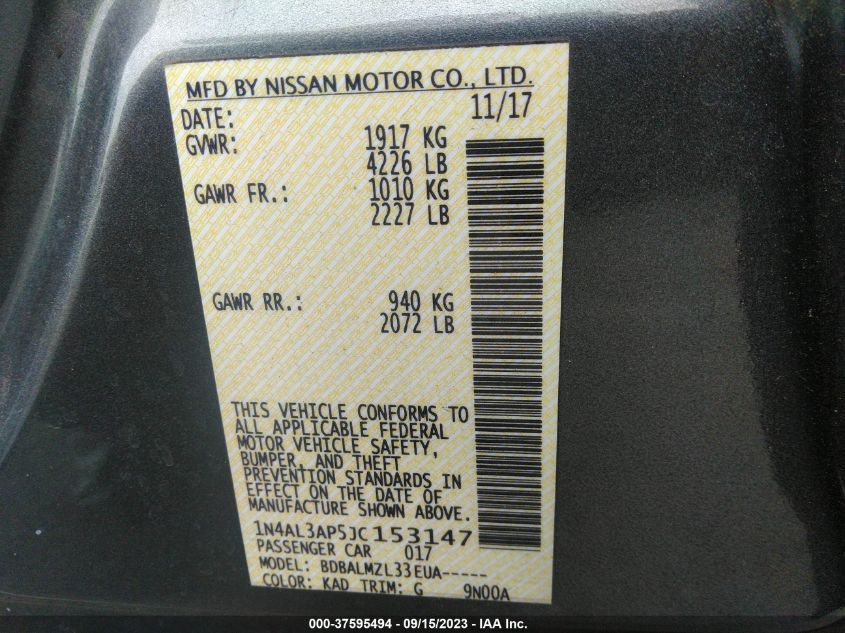 MFD BY NISSAN MOTOR CO., LTD.
DATE: 11/17
GVWR: 1917 KG
4226 LB
GAWR FR.: 1010 KG
2227 LB
GAWR RR.: 940 KG
2072 LB
THIS VEHICLE CONFORMS TO
ALL APPLICABLE FEDERAL
MOTOR VEHICLE SAFETY,
BUMPER, AND THEFT
PREVENTION STANDARDS IN
EFFECT ON THE DATE OF
MANUFACTURE SHOWN ABOVE.
1N4AL3AP5JC153147
PASSENGER CAR 017
MODEL: BDBALMZL33EUA-----
COLOR: KAD TRIM: G 9N00A
000-37595494 - 09/15/2023 - IAA Inc.